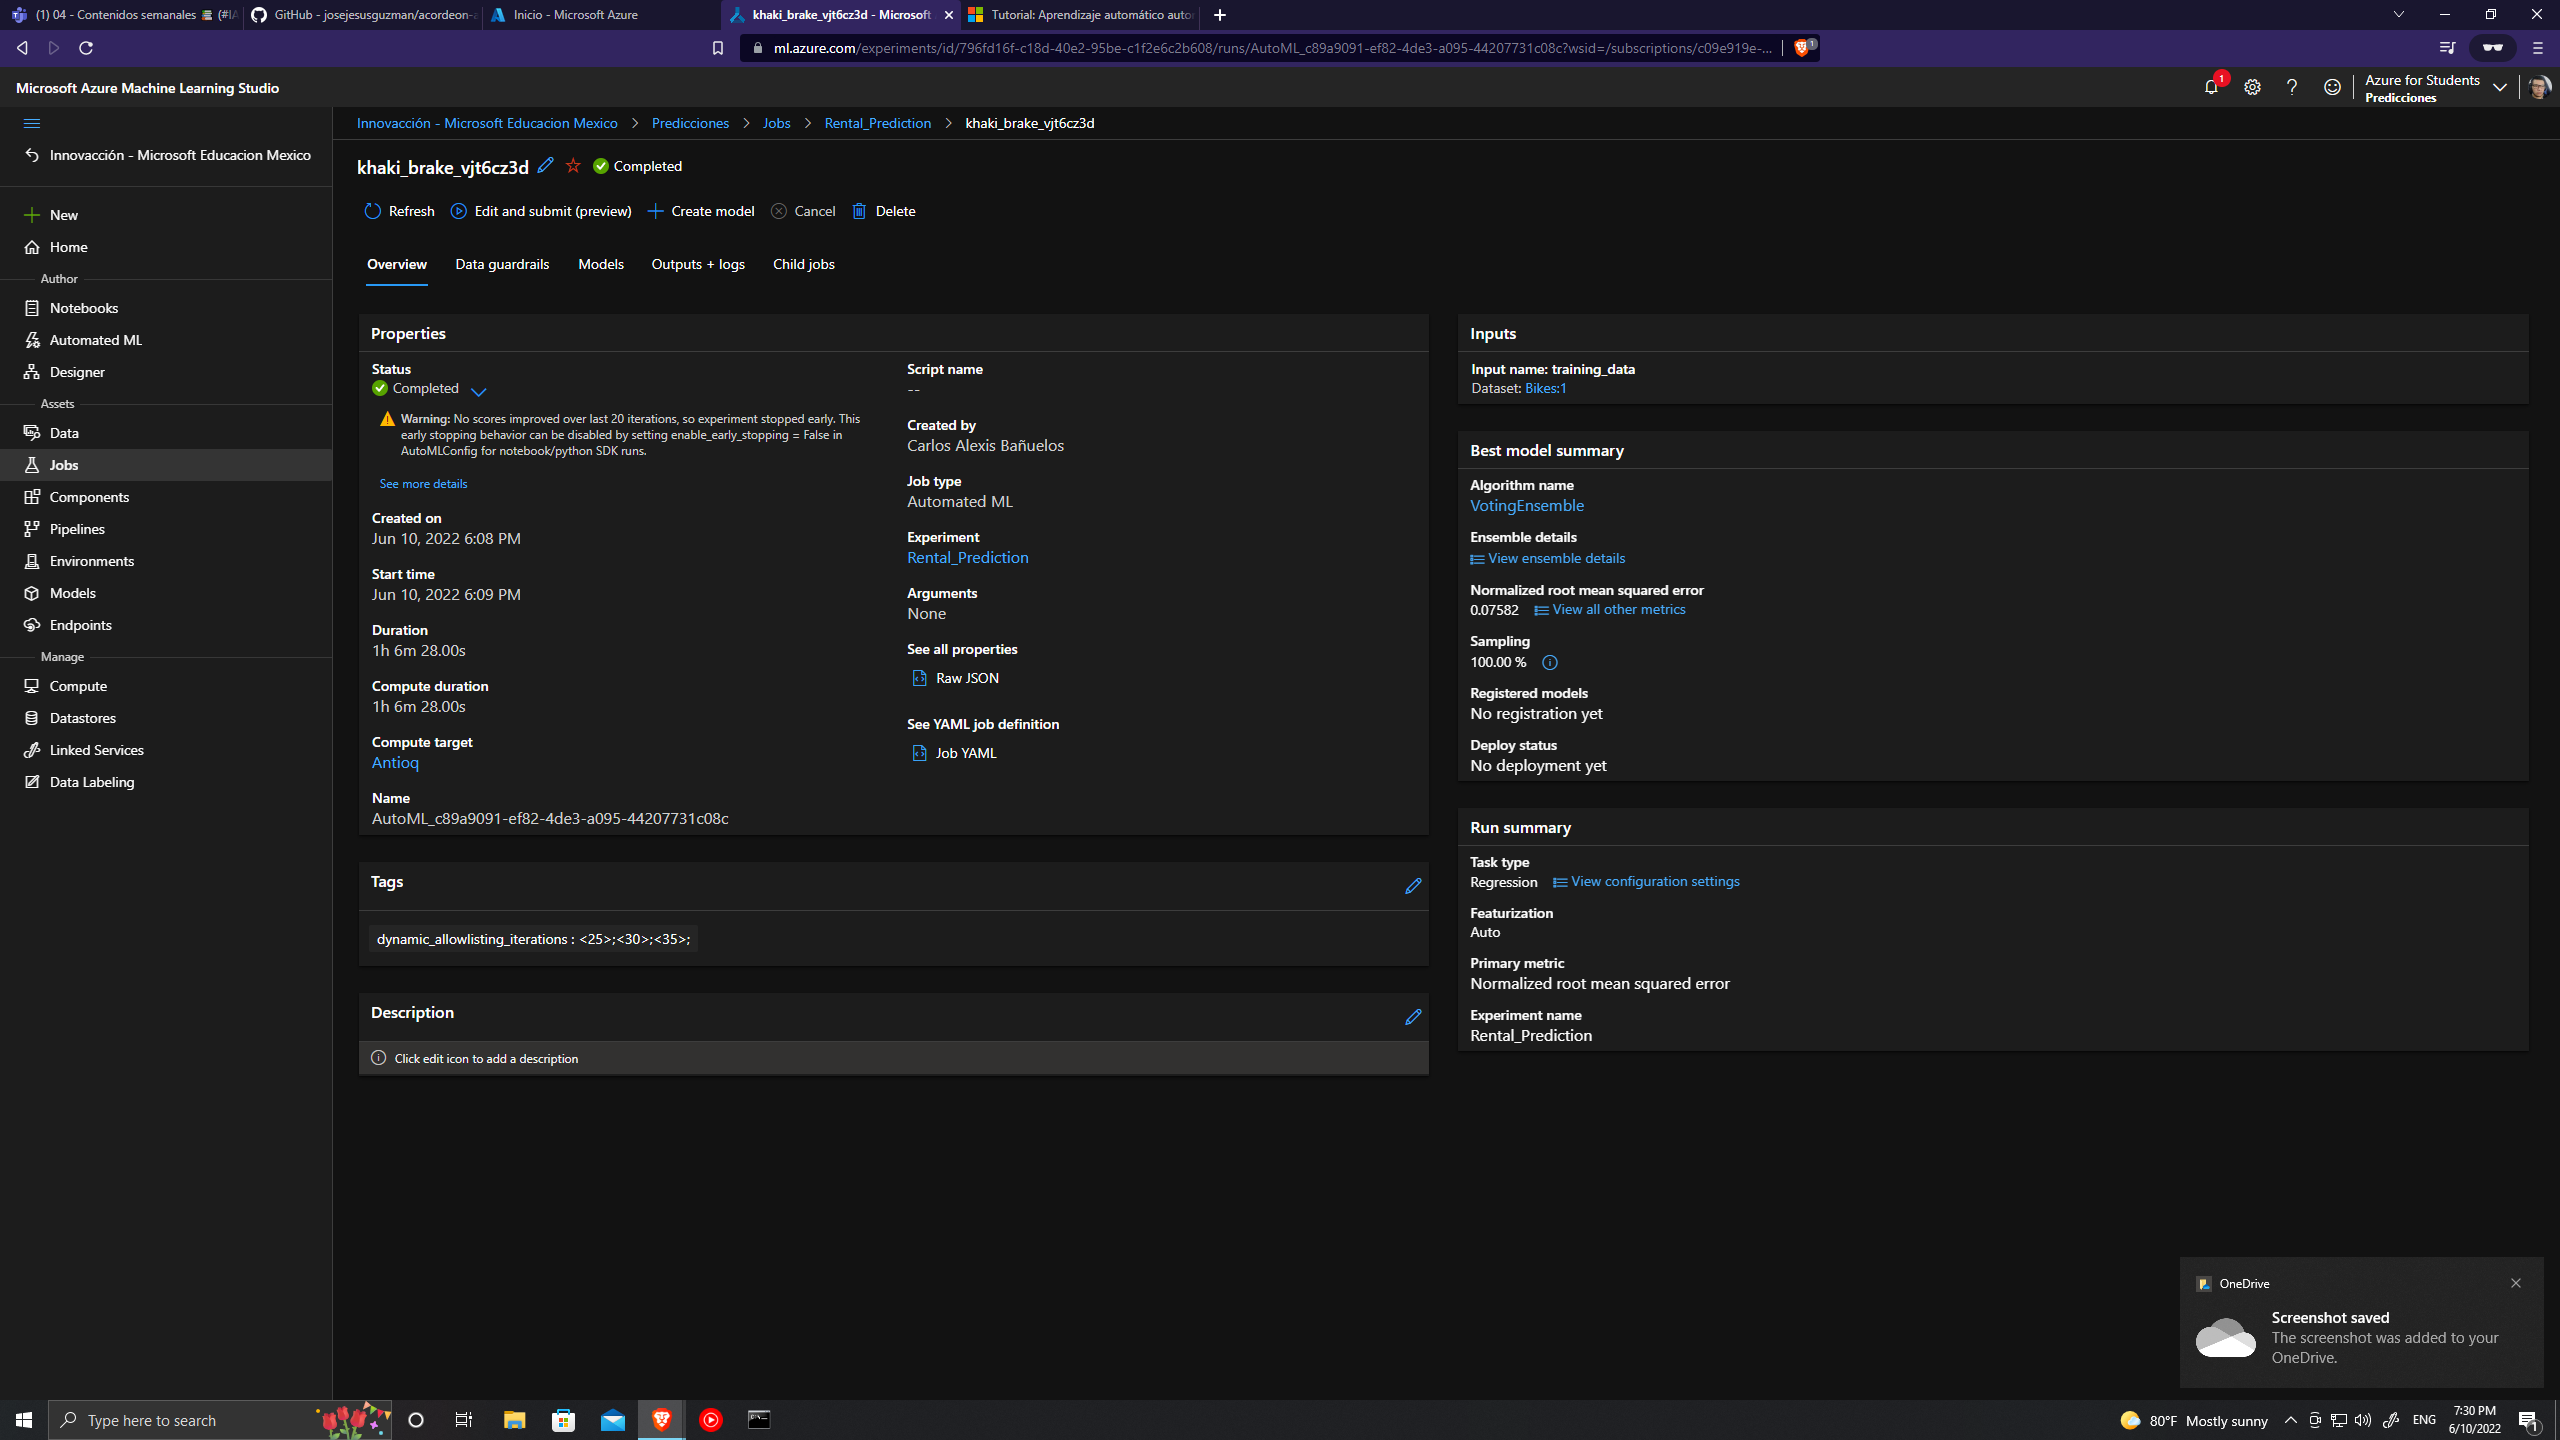 (1) 04 - Contenidos semanales
GitHub - josejesusguzman/acordeon-
Inicio - Microsoft Azure
khaki_brake_vjt6cz3d - Microsoft
Tutorial: Aprendizaje automático auto
ml.azure.com/experiments/id/796fd16f-c18d-40e2-95be-c1f2e6c2b608/runs/AutoML_c89a9091-ef82-4de3-a095-44207731c08c?wsid=/subscriptions/c09e919e-...
1
Microsoft Azure Machine Learning Studio
1
Azure for Students
Predicciones
Innovacción - Microsoft Educacion Mexico > Predicciones > Jobs > Rental_Prediction > khaki_brake_vjt6cz3d
Innovacción - Microsoft Educacion Mexico
New
Home
Author
Notebooks
Automated ML
Designer
Assets
Data
Jobs
Components
Pipelines
Environments
Models
Endpoints
Manage
Compute
Datastores
Linked Services
Data Labeling
khaki_brake_vjt6cz3d
Completed
Refresh
Edit and submit (preview)
Create model
Cancel
Delete
Overview
Data guardrails
Models
Outputs + logs
Child jobs
Properties
Status
Completed
Warning: No scores improved over last 20 iterations, so experiment stopped early. This
early stopping behavior can be disabled by setting enable_early_stopping = False in
AutoMLConfig for notebook/python SDK runs.
See more details
Created on
Jun 10, 2022 6:08 PM
Start time
Jun 10, 2022 6:09 PM
Duration
1h 6m 28.00s
Compute duration
1h 6m 28.00s
Compute target
Antioq
Name
AutoML_c89a9091-ef82-4de3-a095-44207731c08c
Script name
--
Created by
Carlos Alexis Bañuelos
Job type
Automated ML
Experiment
Rental_Prediction
Arguments
None
See all properties
Raw JSON
See YAML job definition
Job YAML
Tags
dynamic_allowlisting_iterations : <25>;<30>;<35>;
Description
Click edit icon to add a description
Inputs
Input name: training_data
Dataset: Bikes:1
Best model summary
Algorithm name
VotingEnsemble
Ensemble details
View ensemble details
Normalized root mean squared error
0.07582 View all other metrics
Sampling
100.00 %
Registered models
No registration yet
Deploy status
No deployment yet
Run summary
Task type
Regression View configuration settings
Featurization
Auto
Primary metric
Normalized root mean squared error
Experiment name
Rental_Prediction
OneDrive
Screenshot saved
The screenshot was added to your
OneDrive.
Type here to search
80°F Mostly sunny
ENG
7:30 PM
6/10/2022
1